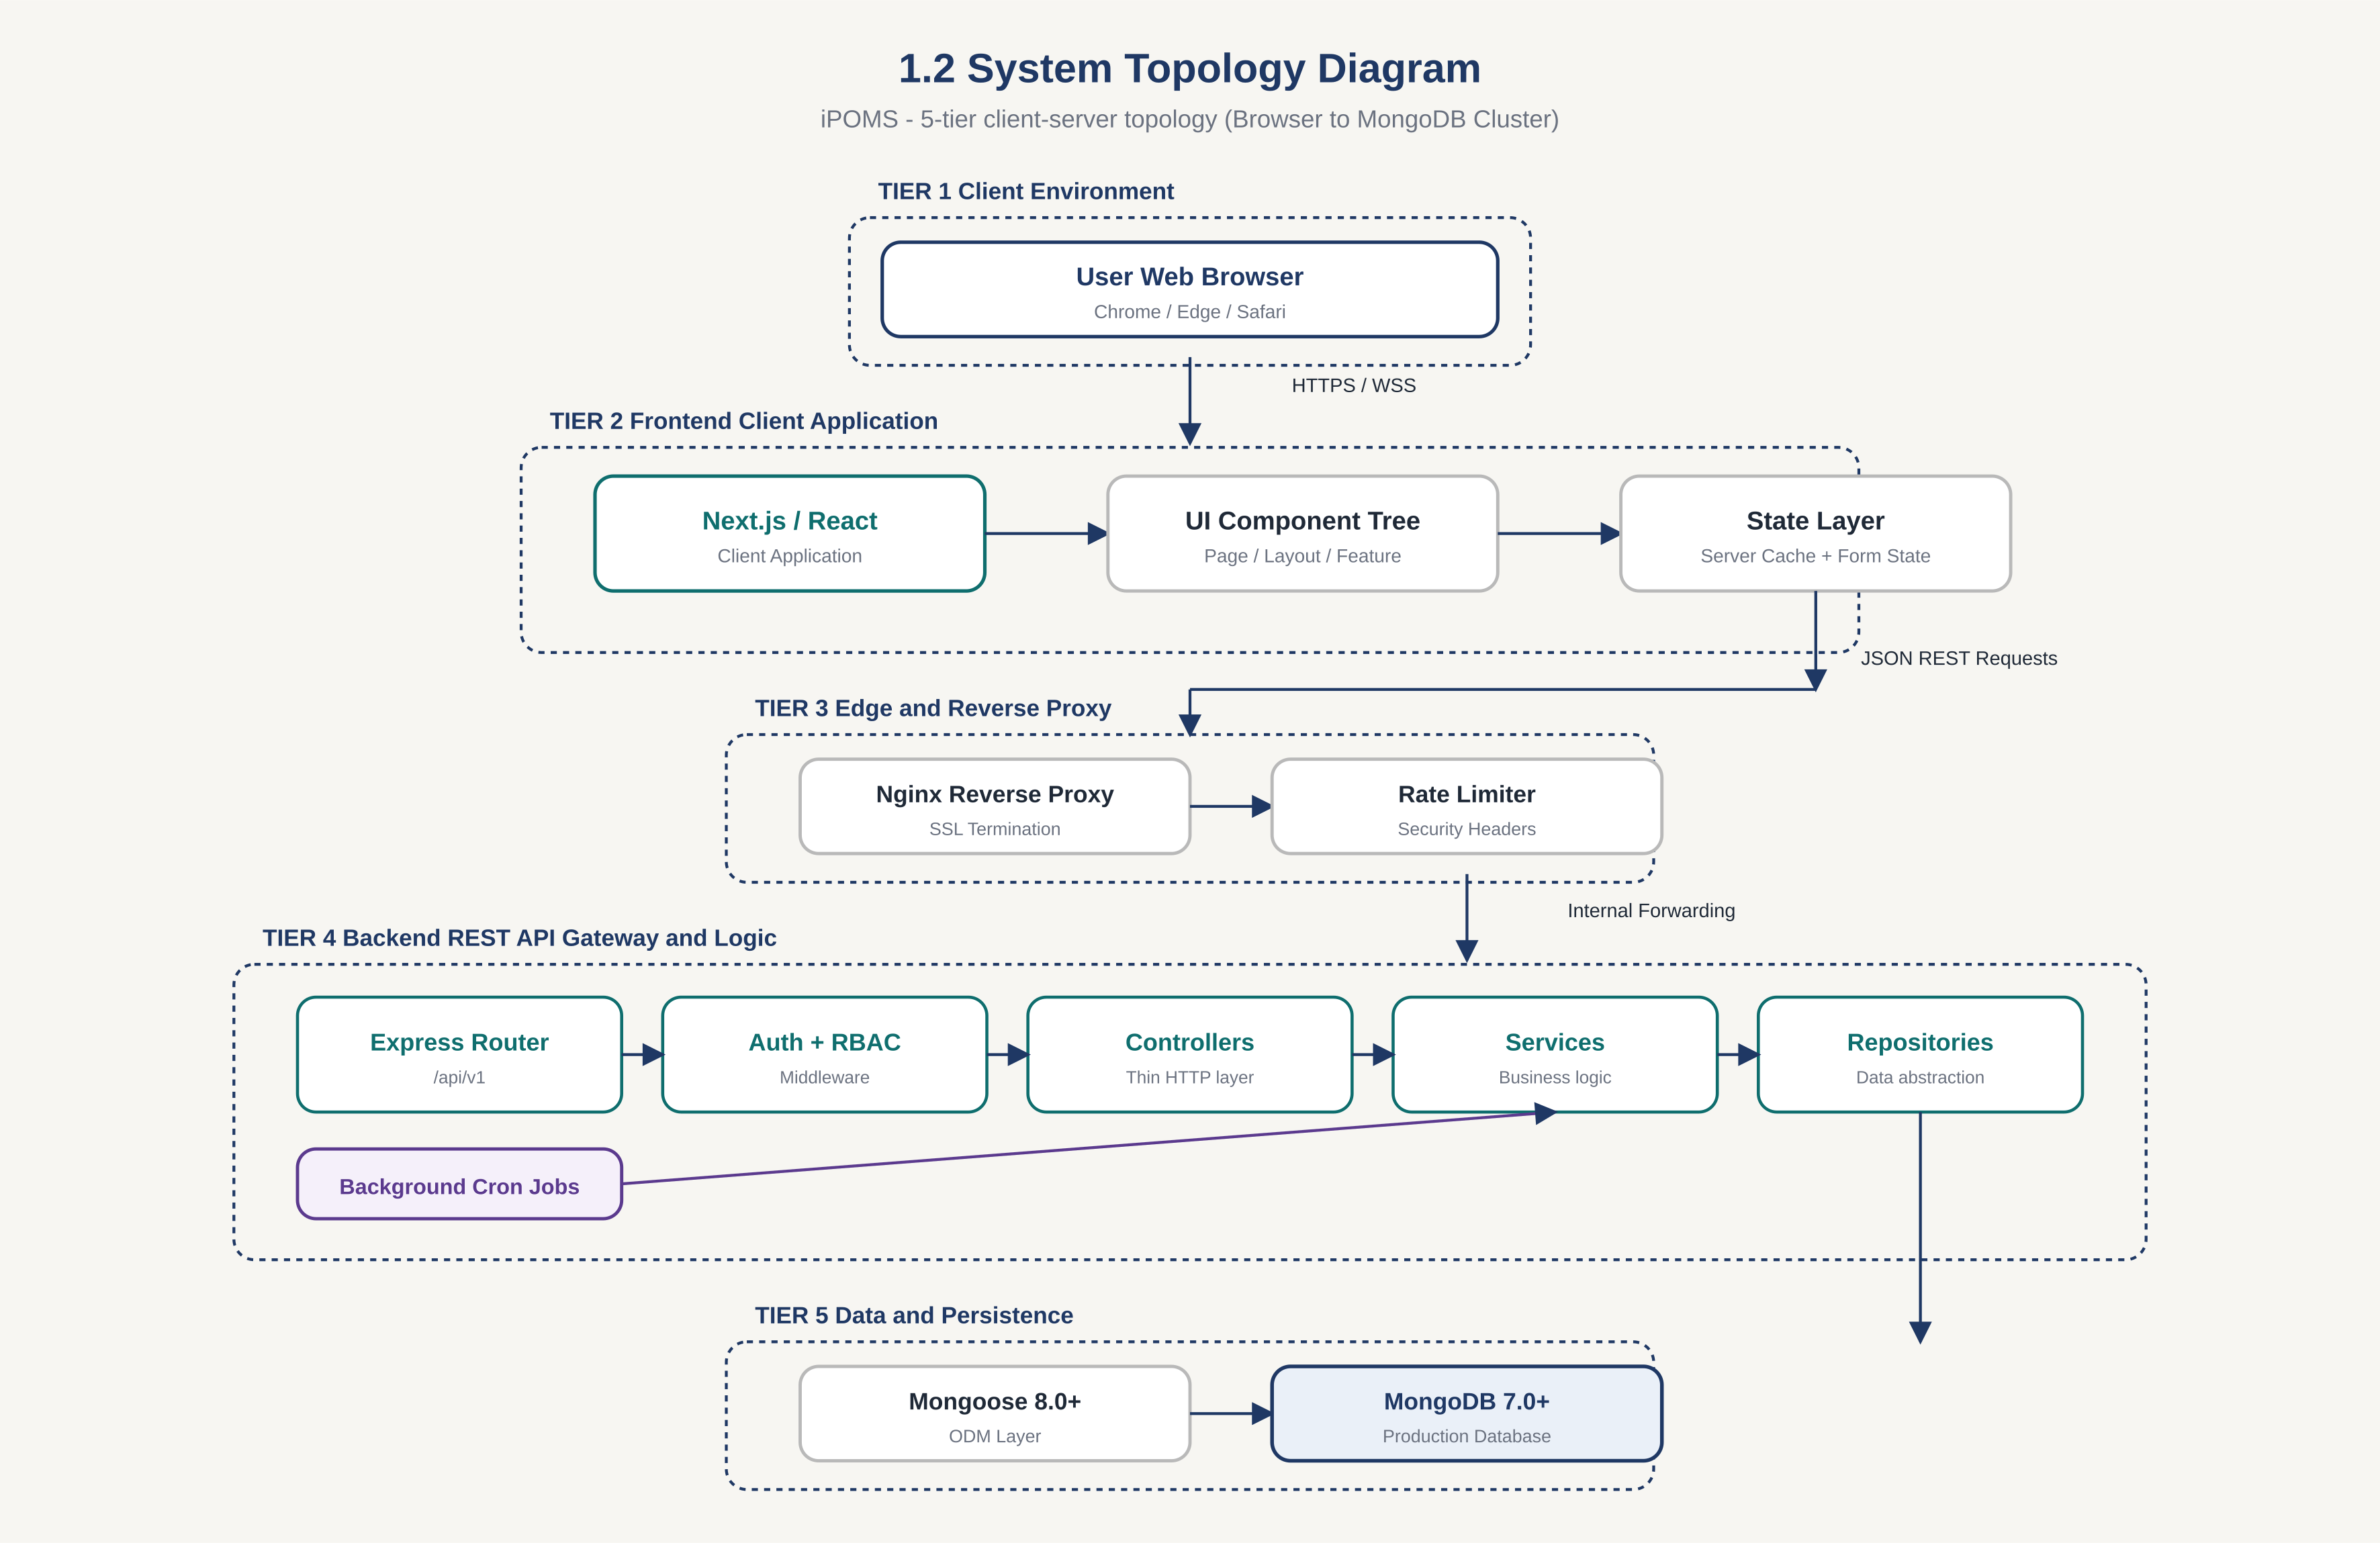 1.2 System Topology Diagram
iPOMS - 5-tier client-server topology (Browser to MongoDB Cluster)
TIER 1 Client Environment
User Web Browser
Chrome / Edge / Safari
HTTPS / WSS
TIER 2 Frontend Client Application
Next.js / React
Client Application
UI Component Tree
Page / Layout / Feature
State Layer
Server Cache + Form State
JSON REST Requests
TIER 3 Edge and Reverse Proxy
Nginx Reverse Proxy
SSL Termination
Rate Limiter
Security Headers
Internal Forwarding
TIER 4 Backend REST API Gateway and Logic
Express Router
/api/v1
Auth + RBAC
Middleware
Controllers
Thin HTTP layer
Services
Business logic
Repositories
Data abstraction
Background Cron Jobs
TIER 5 Data and Persistence
Mongoose 8.0+
ODM Layer
MongoDB 7.0+
Production Database